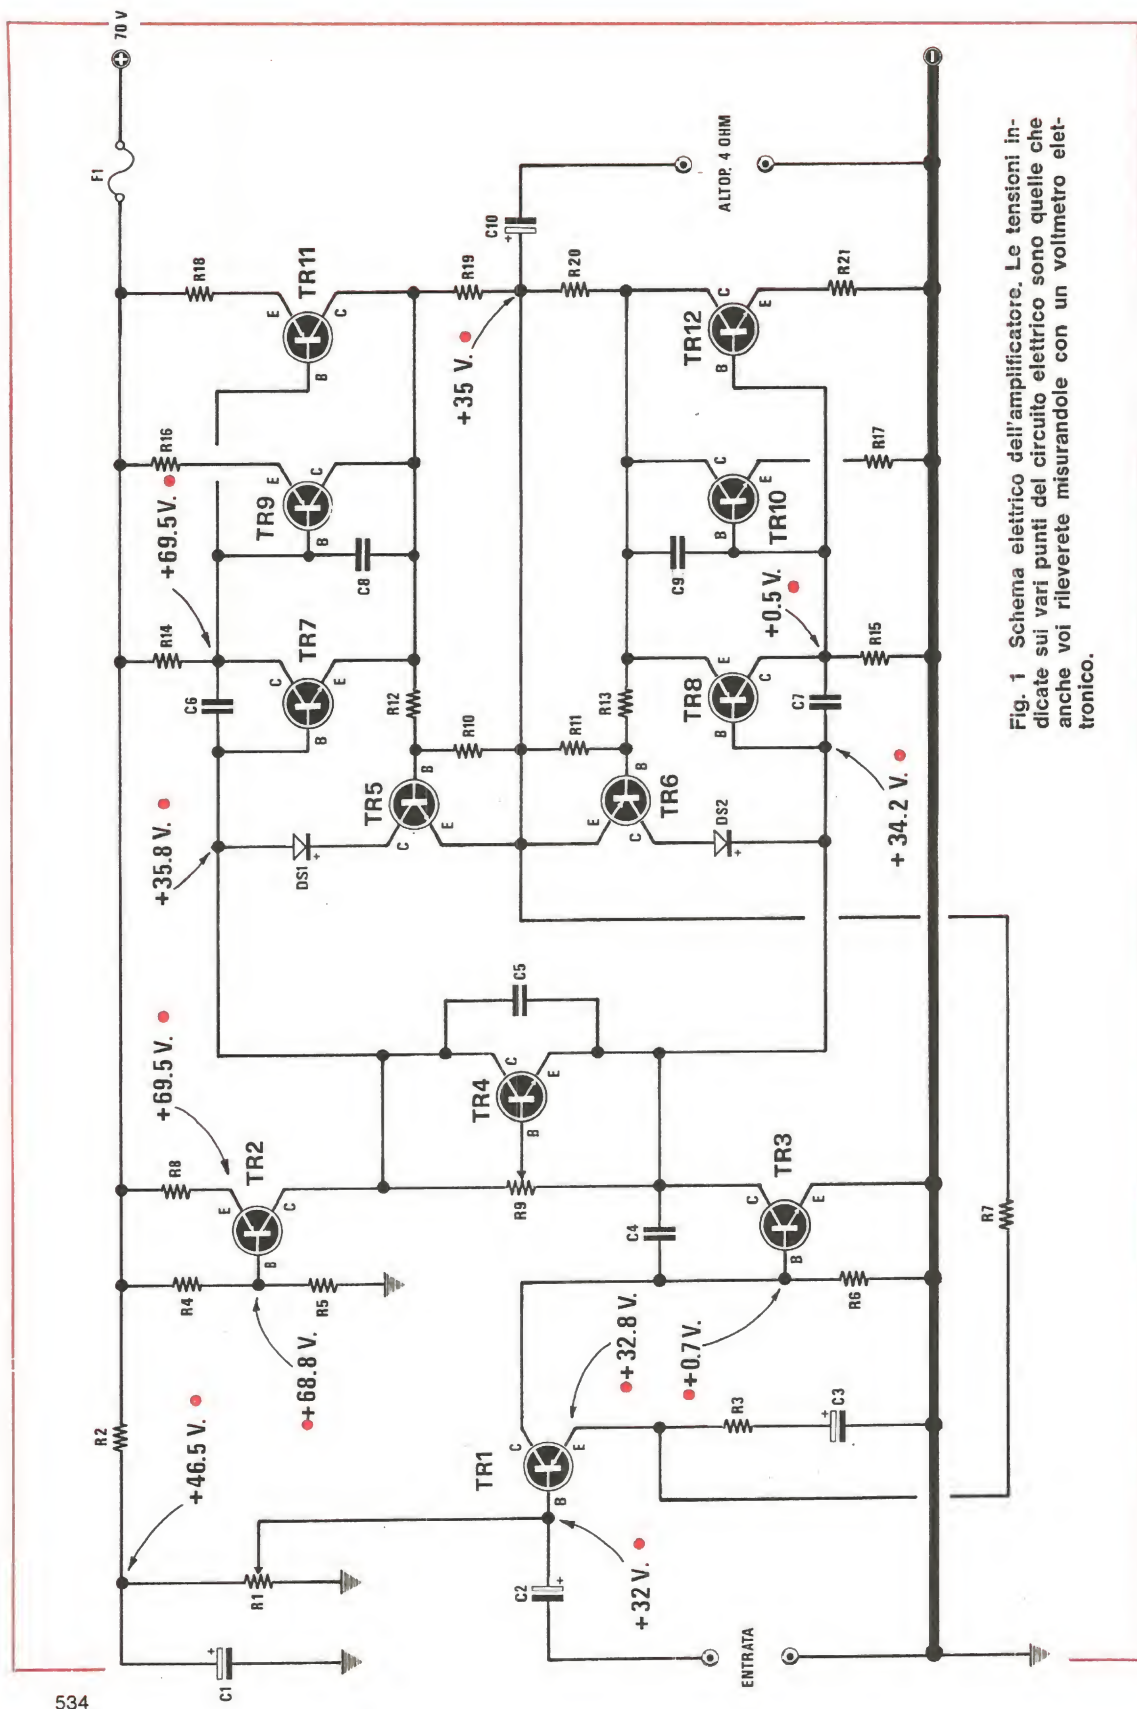 534
70 V
F1
R18
TR11
E
C
B
R19
+35 V.
C10
+
R20
ALTOP. 4 OHM
TR12
C
E
B
R21
R16
+69.5 V.
TR9
E
C
B
C8
TR10
C
E
B
C9
R17
+0.5 V.
R14
TR7
C
E
B
C6
R12
R10
R11
R13
TR8
E
C
B
C7
R15
+35.8 V.
DS1
+
TR5
B
C
E
TR6
B
E
C
DS2
+
+34.2 V.
+69.5 V.
R8
TR2
E
C
B
R4
R5
+68.8 V.
TR4
C
E
B
C5
R9
C4
TR3
C
E
B
R6
+0.7 V.
R7
R2
+46.5 V.
R1
C1
+
TR1
C
E
B
+32.8 V.
R3
C3
+
C2
+
+32 V.
ENTRATA
Fig. 1 Schema elettrico dell'amplificatore. Le tensioni in-
dicate sui vari punti del circuito elettrico sono quelle che
anche voi rileverete misurandole con un voltmetro elet-
tronico.